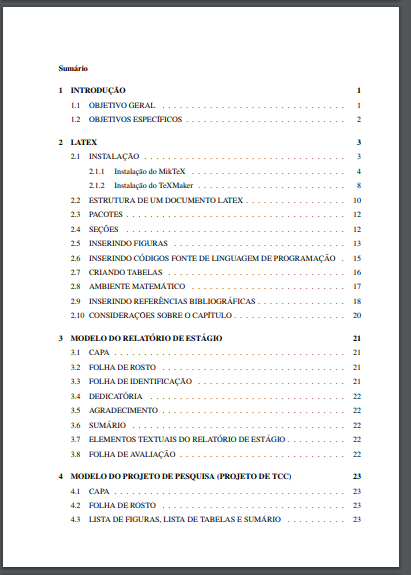 Sumário
1 INTRODUÇÃO 1
1.1 OBJETIVO GERAL . . . . . . . . . . . . . . . . . . . . . . . . . . . . . 1
1.2 OBJETIVOS ESPECÍFICOS . . . . . . . . . . . . . . . . . . . . . . . . . 2
2 LATEX 3
2.1 INSTALAÇÃO . . . . . . . . . . . . . . . . . . . . . . . . . . . . . . . 3
2.1.1 Instalação do MikTeX . . . . . . . . . . . . . . . . . . . . . . . 4
2.1.2 Instalação do TeXMaker . . . . . . . . . . . . . . . . . . . . . . 8
2.2 ESTRUTURA DE UM DOCUMENTO LATEX . . . . . . . . . . . . . . . . 10
2.3 PACOTES . . . . . . . . . . . . . . . . . . . . . . . . . . . . . . . . . 12
2.4 SEÇÕES . . . . . . . . . . . . . . . . . . . . . . . . . . . . . . . . . . 12
2.5 INSERINDO FIGURAS . . . . . . . . . . . . . . . . . . . . . . . . . . . 13
2.6 INSERINDO CÓDIGOS FONTE DE LINGUAGEM DE PROGRAMAÇÃO . 15
2.7 CRIANDO TABELAS . . . . . . . . . . . . . . . . . . . . . . . . . . . . 16
2.8 AMBIENTE MATEMÁTICO . . . . . . . . . . . . . . . . . . . . . . . . 17
2.9 INSERINDO REFERÊNCIAS BIBLIOGRÁFICAS . . . . . . . . . . . . . . 18
2.10 CONSIDERAÇÕES SOBRE O CAPÍTULO . . . . . . . . . . . . . . . . . . 20
3 MODELO DO RELATÓRIO DE ESTÁGIO 21
3.1 CAPA . . . . . . . . . . . . . . . . . . . . . . . . . . . . . . . . . . . 21
3.2 FOLHA DE ROSTO . . . . . . . . . . . . . . . . . . . . . . . . . . . . . 21
3.3 FOLHA DE IDENTIFICAÇÃO . . . . . . . . . . . . . . . . . . . . . . . 21
3.4 DEDICATÓRIA . . . . . . . . . . . . . . . . . . . . . . . . . . . . . . 22
3.5 AGRADECIMENTO . . . . . . . . . . . . . . . . . . . . . . . . . . . . . 22
3.6 SUMÁRIO . . . . . . . . . . . . . . . . . . . . . . . . . . . . . . . . . 22
3.7 ELEMENTOS TEXTUAIS DO RELATÓRIO DE ESTÁGIO . . . . . . . . . . 22
3.8 FOLHA DE AVALIAÇÃO . . . . . . . . . . . . . . . . . . . . . . . . . . 22
4 MODELO DO PROJETO DE PESQUISA (PROJETO DE TCC) 23
4.1 CAPA . . . . . . . . . . . . . . . . . . . . . . . . . . . . . . . . . . . 23
4.2 FOLHA DE ROSTO . . . . . . . . . . . . . . . . . . . . . . . . . . . . . 23
4.3 LISTA DE FIGURAS, LISTA DE TABELAS E SUMÁRIO . . . . . . . . . . 23